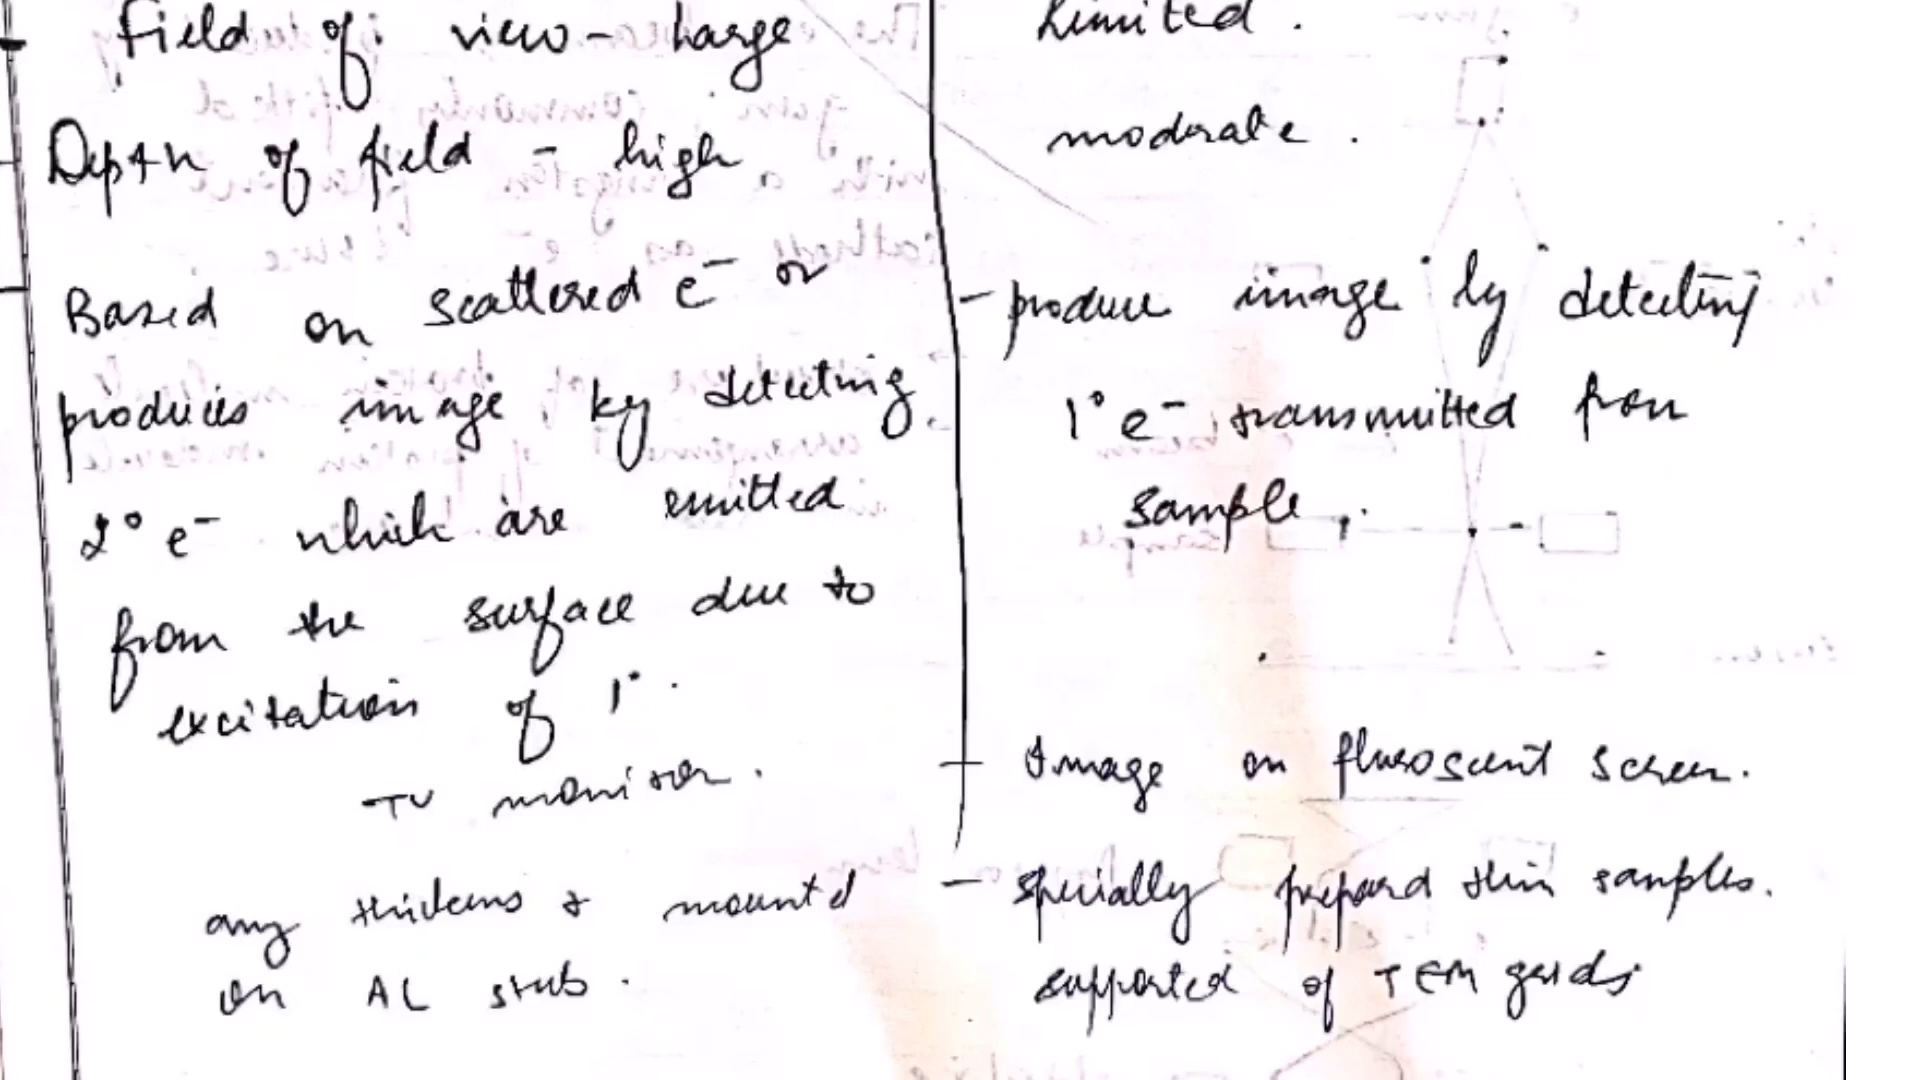 Field of view - Large
Depth of field - high
Based on scattered e⁻ or
produces image by detecting
2° e⁻ which are emitted
from the surface due to
excitation of 1°.
TV monitor.
any thickens & mounted
on AL stub.
Limited.
moderate.
- produce image by detecting
1° e⁻ transmitted from
sample,.
Image on fluroscent screen.
- specially prepared thin samples.
supported of TEM grids